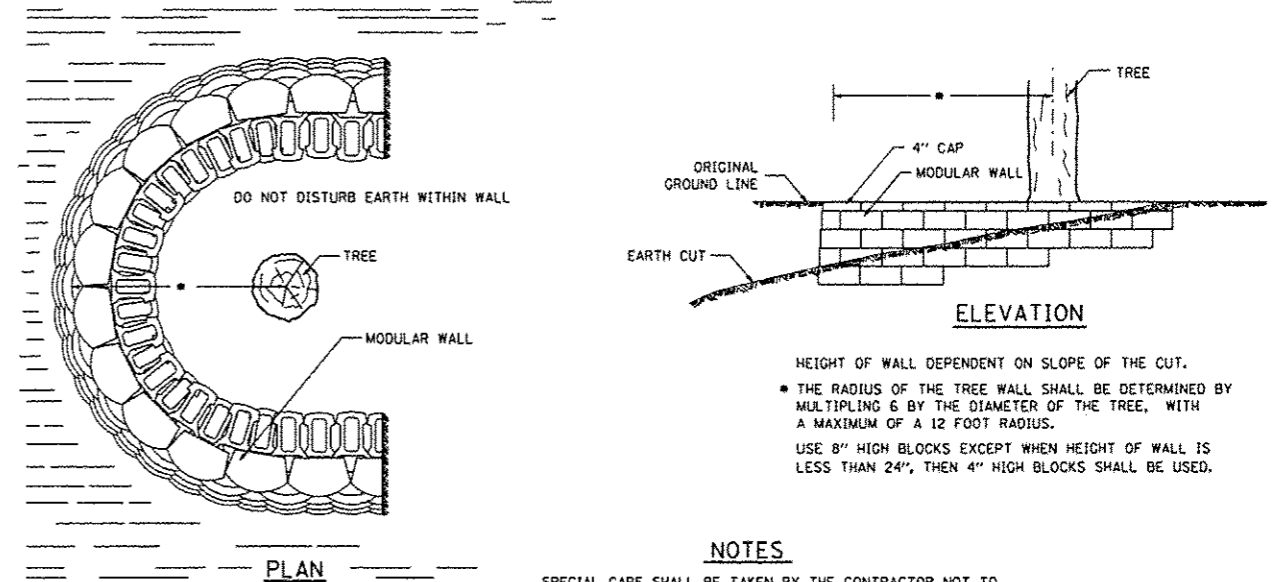 DO NOT DISTURB EARTH WITHIN WALL
TREE
*
MODULAR WALL
PLAN
*
TREE
4" CAP
MODULAR WALL
ORIGINAL
GROUND LINE
EARTH CUT
ELEVATION
HEIGHT OF WALL DEPENDENT ON SLOPE OF THE CUT.
* THE RADIUS OF THE TREE WALL SHALL BE DETERMINED BY
MULTIPLING 6 BY THE DIAMETER OF THE TREE, WITH
A MAXIMUM OF A 12 FOOT RADIUS.
USE 8" HIGH BLOCKS EXCEPT WHEN HEIGHT OF WALL IS
LESS THAN 24", THEN 4" HIGH BLOCKS SHALL BE USED.
NOTES
SPECIAL CARE SHALL BE TAKEN BY THE CONTRACTOR NOT TO